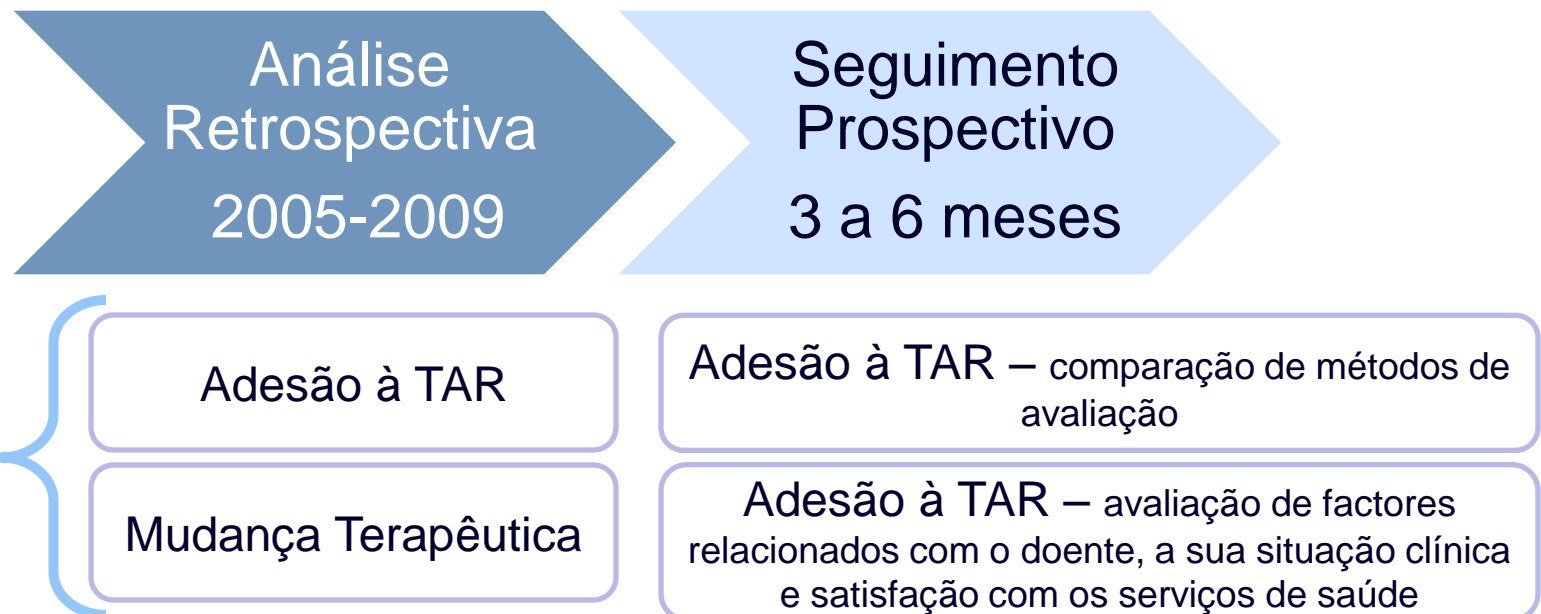 Análise
Retrospectiva
2005-2009
Seguimento
Prospectivo
3 a 6 meses
Adesão à TAR
Mudança Terapêutica
Adesão à TAR – comparação de métodos de
avaliação
Adesão à TAR – avaliação de factores
relacionados com o doente, a sua situação clínica
e satisfação com os serviços de saúde